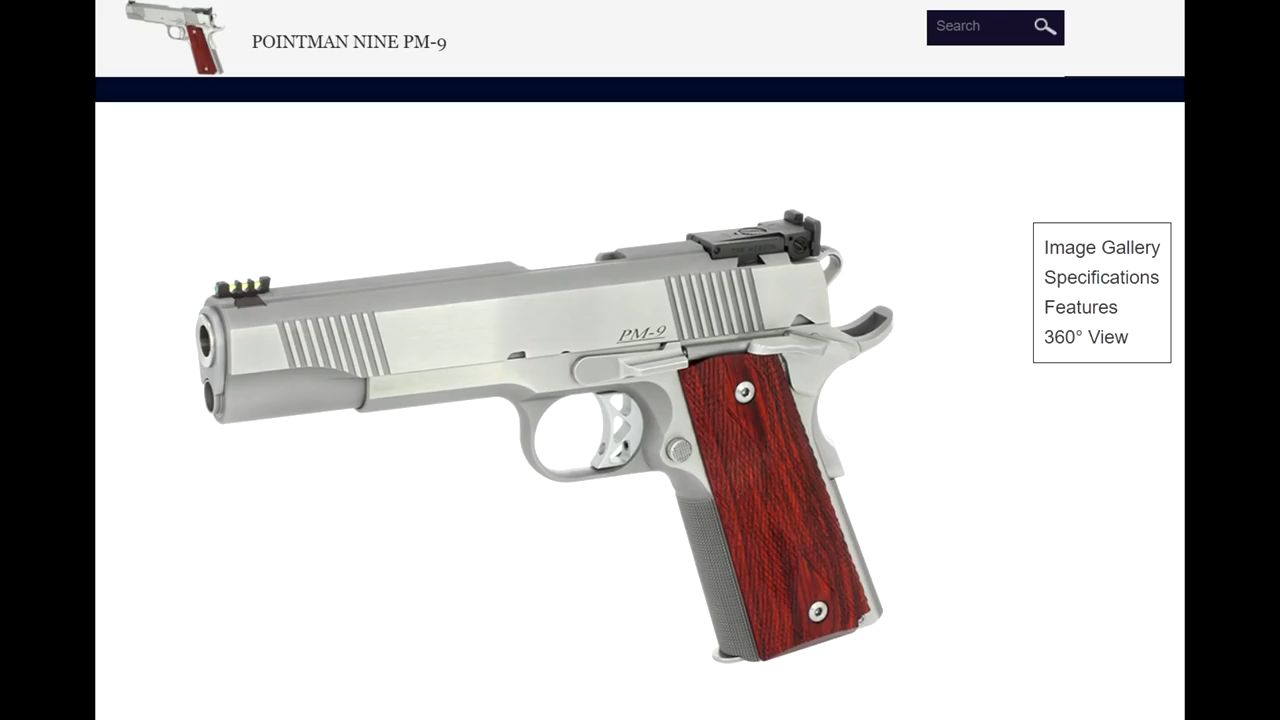 POINTMAN NINE PM-9
Search
PM-9
Image Gallery
Specifications
Features
360° View